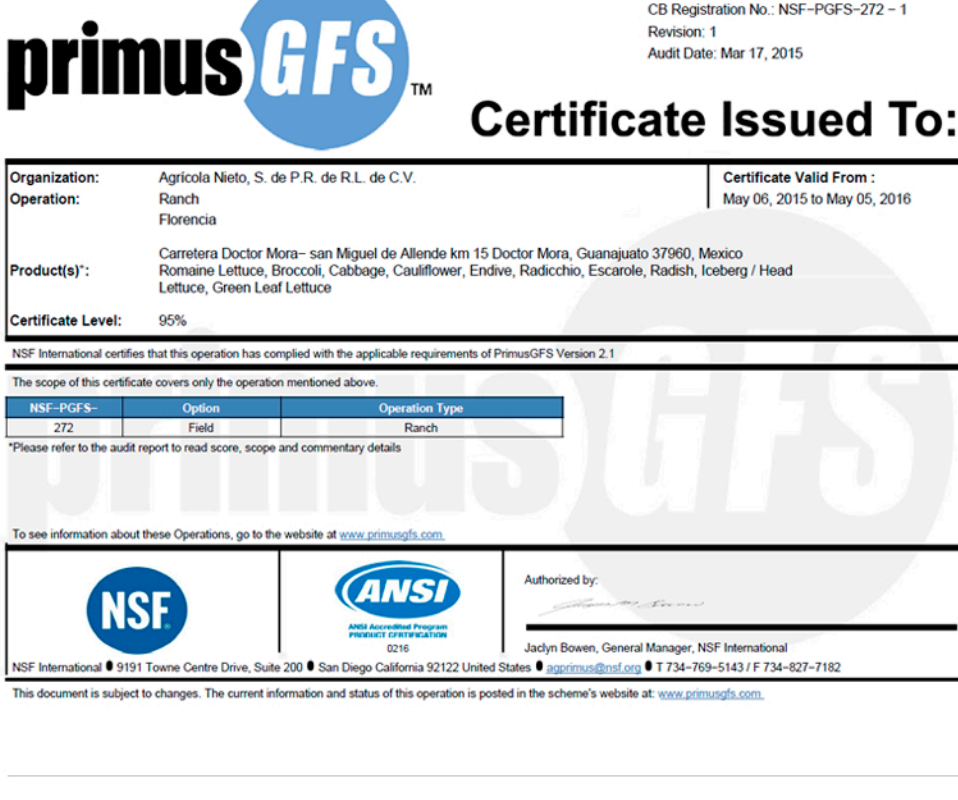 CB Registration No.: NSF-PGFS-272 - 1
Revision: 1
Audit Date: Mar 17, 2015
primus GFS TM
Certificate Issued To:
Organization: Agrícola Nieto, S. de P.R. de R.L. de C.V.
Certificate Valid From :
Operation: Ranch
May 06, 2015 to May 05, 2016
Florencia
Carretera Doctor Mora- san Miguel de Allende km 15 Doctor Mora, Guanajuato 37960, Mexico
Product(s)*: Romaine Lettuce, Broccoli, Cabbage, Cauliflower, Endive, Radicchio, Escarole, Radish, Iceberg / Head
Lettuce, Green Leaf Lettuce
Certificate Level: 95%
NSF International certifies that this operation has complied with the applicable requirements of PrimusGFS Version 2.1
The scope of this certificate covers only the operation mentioned above.
NSF-PGFS- Option Operation Type
272 Field Ranch
*Please refer to the audit report to read score, scope and commentary details
primus GFS
To see information about these Operations, go to the website at www.primusgfs.com
NSF.
ANSI
ANSI Accredited Program
PRODUCT CERTIFICATION
0216
Authorized by:
Jaclyn Bowen, General Manager, NSF International
NSF International ● 9191 Towne Centre Drive, Suite 200 ● San Diego California 92122 United States ● agprimus@nsf.org ● T 734-769-5143 / F 734-827-7182
This document is subject to changes. The current information and status of this operation is posted in the scheme's website at: www.primusgfs.com